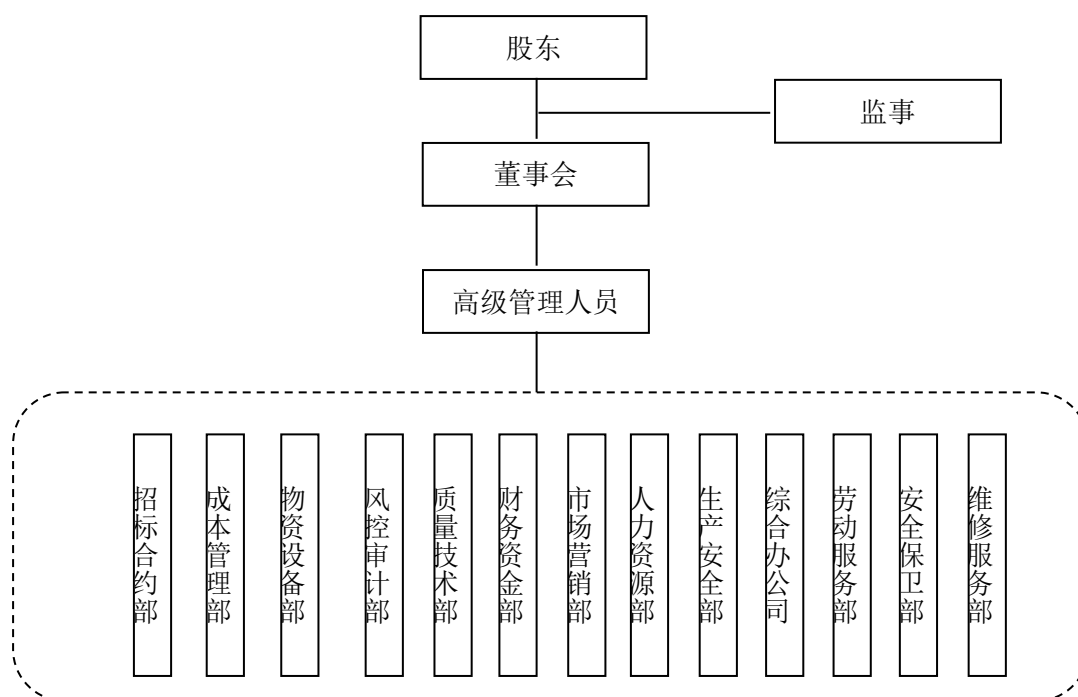 股东
监事
董事会
高级管理人员
招标合约部
成本管理部
物资设备部
风控审计部
质量技术部
财务资金部
市场营销部
人力资源部
生产安全部
综合办公司
劳动服务部
安全保卫部
维修服务部